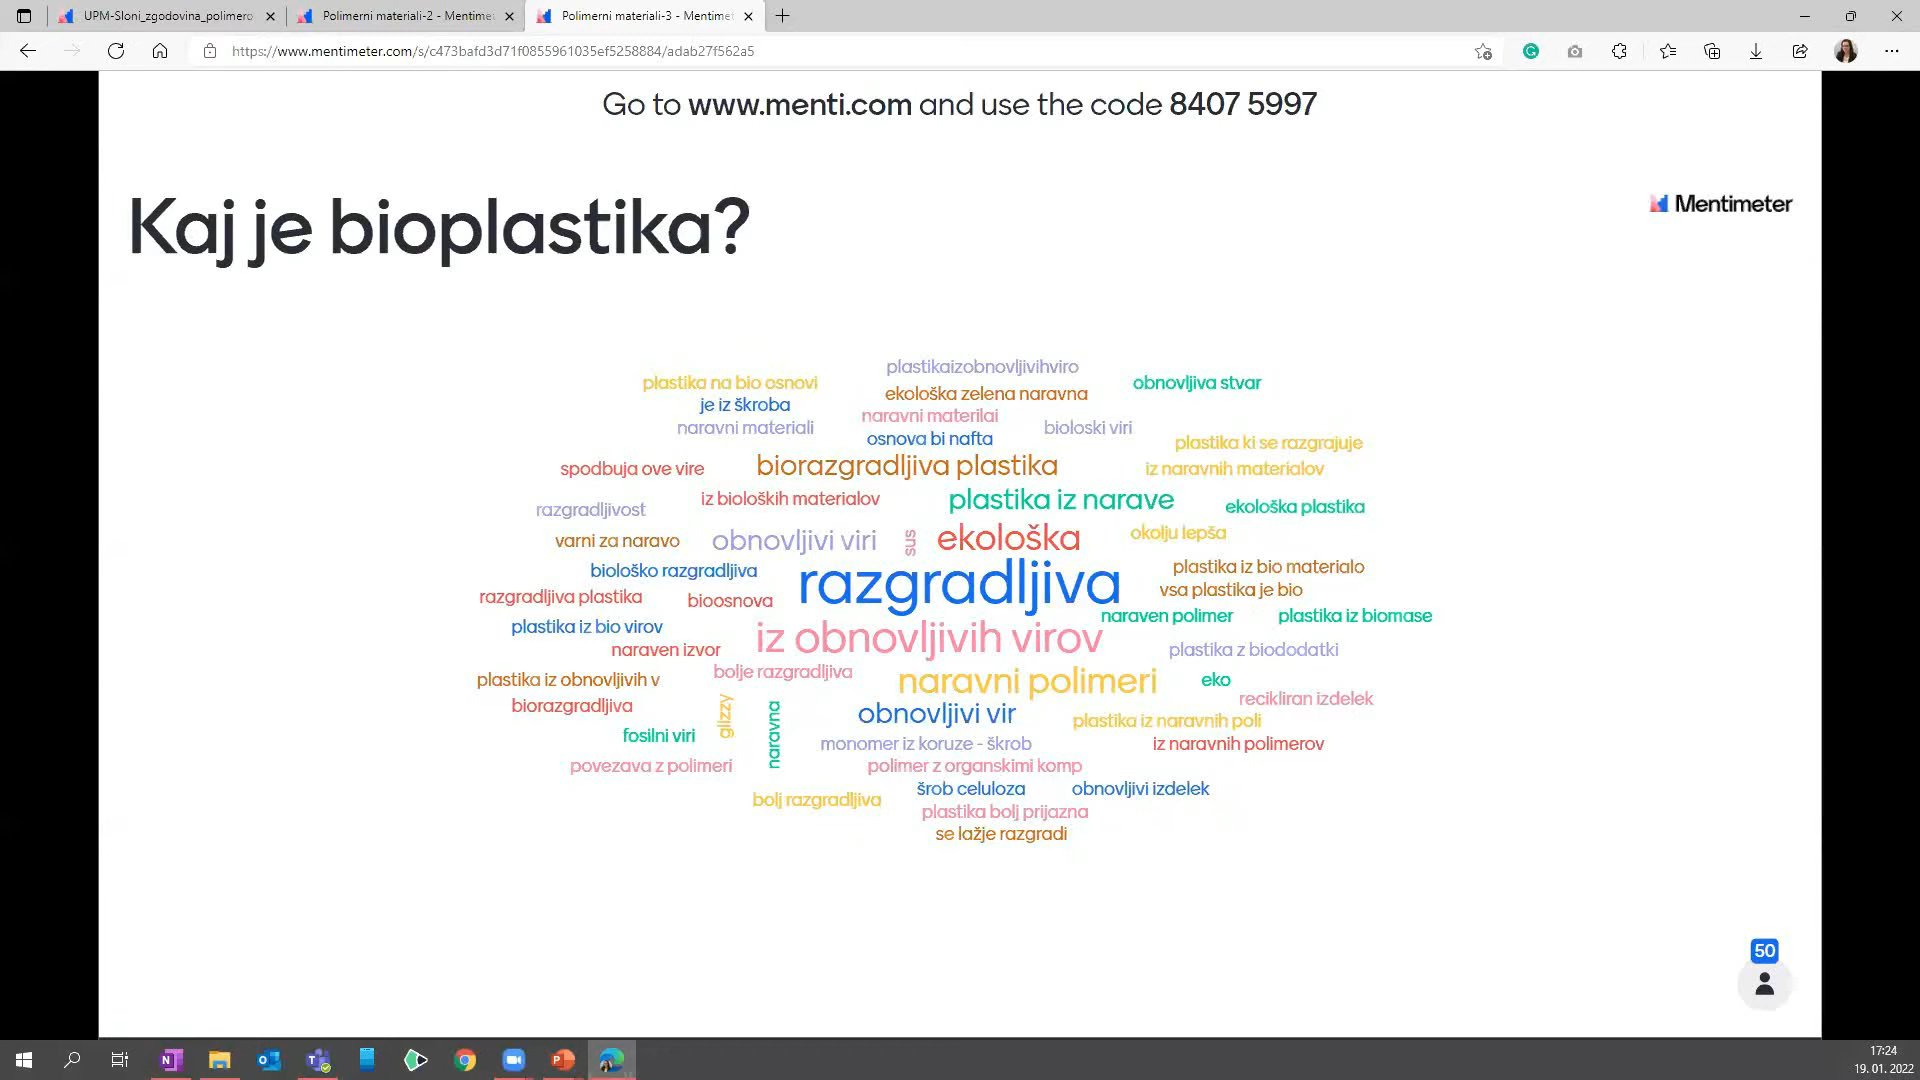 UPM-Sloni_zgodovina_polimero
Polimerni materiali-2 - Mentime
Polimerni materiali-3 - Mentimet
https://www.mentimeter.com/s/c473bafd3d71f0855961035ef5258884/adab27f562a5
Go to www.menti.com and use the code 8407 5997
Mentimeter
Kaj je bioplastika?
plastikaizobnovljivihviro
plastika na bio osnovi
obnovljiva stvar
ekološka zelena naravna
je iz škroba
naravni materilai
naravni materiali
bioloski viri
osnova bi nafta
plastika ki se razgrajuje
biorazgradljiva plastika
spodbuja ove vire
iz naravnih materialov
iz bioloških materialov
plastika iz narave
ekološka plastika
razgradljivost
okolju lepša
varni za naravo
obnovljivi viri
sus
ekološka
plastika iz bio materialo
biološko razgradljiva
razgradljiva
vsa plastika je bio
razgradljiva plastika
bioosnova
naraven polimer
plastika iz biomase
plastika iz bio virov
iz obnovljivih virov
naraven izvor
plastika z biododatki
bolje razgradljiva
plastika iz obnovljivih v
naravni polimeri
eko
recikliran izdelek
biorazgradljiva
glizzy
naravna
obnovljivi vir
plastika iz naravnih poli
fosilni viri
monomer iz koruze - škrob
iz naravnih polimerov
povezava z polimeri
polimer z organskimi komp
šrob celuloza
obnovljivi izdelek
bolj razgradljiva
plastika bolj prijazna
se lažje razgradi
50
17:24
19. 01. 2022